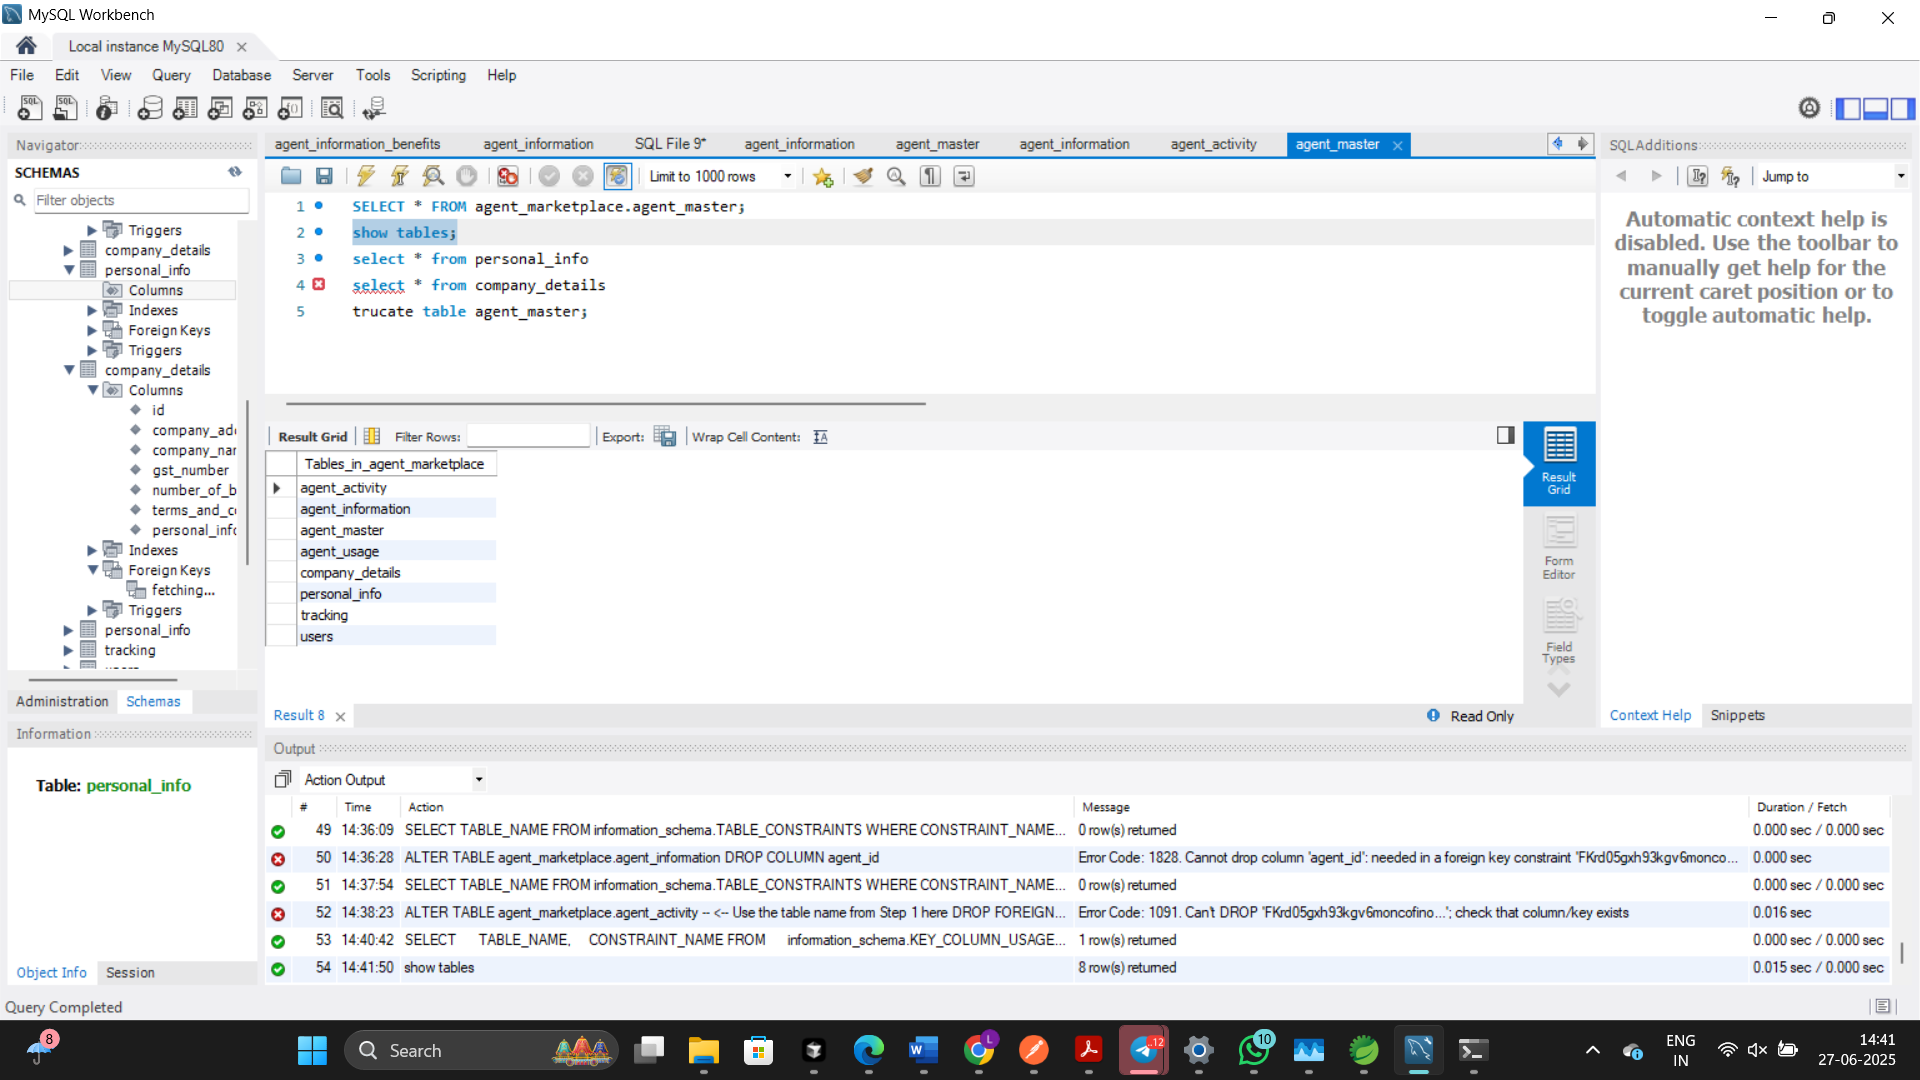 MySQL Workbench
Local instance MySQL80
File Edit View Query Database Server Tools Scripting Help
Navigator
SCHEMAS
Filter objects
Triggers
company_details
personal_info
Columns
Indexes
Foreign Keys
Triggers
company_details
Columns
id
company_add
company_nar
gst_number
number_of_b
terms_and_c
personal_info
Indexes
Foreign Keys
fetching...
Triggers
personal_info
tracking
Administration Schemas
Information
Table: personal_info
Object Info Session
agent_information_benefits agent_information SQL File 9* agent_information agent_master agent_information agent_activity agent_master
Limit to 1000 rows
1 SELECT * FROM agent_marketplace.agent_master;
2 show tables;
3 select * from personal_info
4 select * from company_details
5 trucate table agent_master;
Result Grid Filter Rows: Export: Wrap Cell Content:
Tables_in_agent_marketplace
agent_activity
agent_information
agent_master
agent_usage
company_details
personal_info
tracking
users
Result Grid
Form Editor
Field Types
Result 8
Read Only
SQLAdditions
Jump to
Automatic context help is
disabled. Use the toolbar to
manually get help for the
current caret position or to
toggle automatic help.
Context Help Snippets
Output
Action Output
# Time Action Message Duration / Fetch
49 14:36:09 SELECT TABLE_NAME FROM information_schema.TABLE_CONSTRAINTS WHERE CONSTRAINT_NAME... 0 row(s) returned 0.000 sec / 0.000 sec
50 14:36:28 ALTER TABLE agent_marketplace.agent_information DROP COLUMN agent_id Error Code: 1828. Cannot drop column 'agent_id': needed in a foreign key constraint 'FKrd05gxh93kgv6monco... 0.000 sec
51 14:37:54 SELECT TABLE_NAME FROM information_schema.TABLE_CONSTRAINTS WHERE CONSTRAINT_NAME... 0 row(s) returned 0.000 sec / 0.000 sec
52 14:38:23 ALTER TABLE agent_marketplace.agent_activity -- <-- Use the table name from Step 1 here DROP FOREIGN... Error Code: 1091. Can't DROP 'FKrd05gxh93kgv6moncofino...'; check that column/key exists 0.016 sec
53 14:40:42 SELECT TABLE_NAME, CONSTRAINT_NAME FROM information_schema.KEY_COLUMN_USAGE... 1 row(s) returned 0.000 sec / 0.000 sec
54 14:41:50 show tables 8 row(s) returned 0.015 sec / 0.000 sec
Query Completed
8
Search
L
..12
10
ENG
IN
14:41
27-06-2025